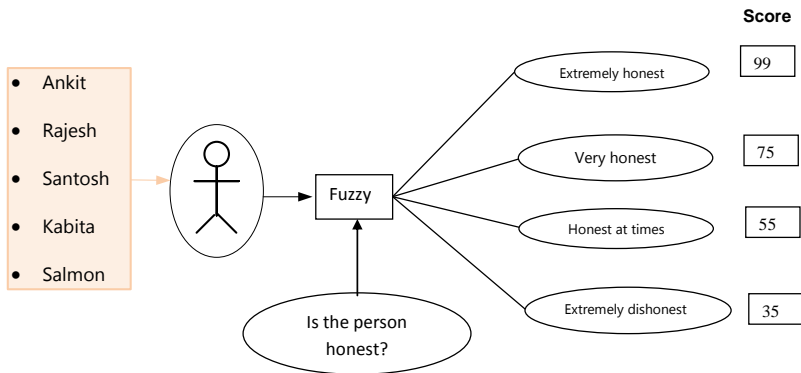 Score
• Ankit
• Rajesh
• Santosh
• Kabita
• Salmon
Fuzzy
Is the person
honest?
Extremely honest
99
Very honest
75
Honest at times
55
Extremely dishonest
35